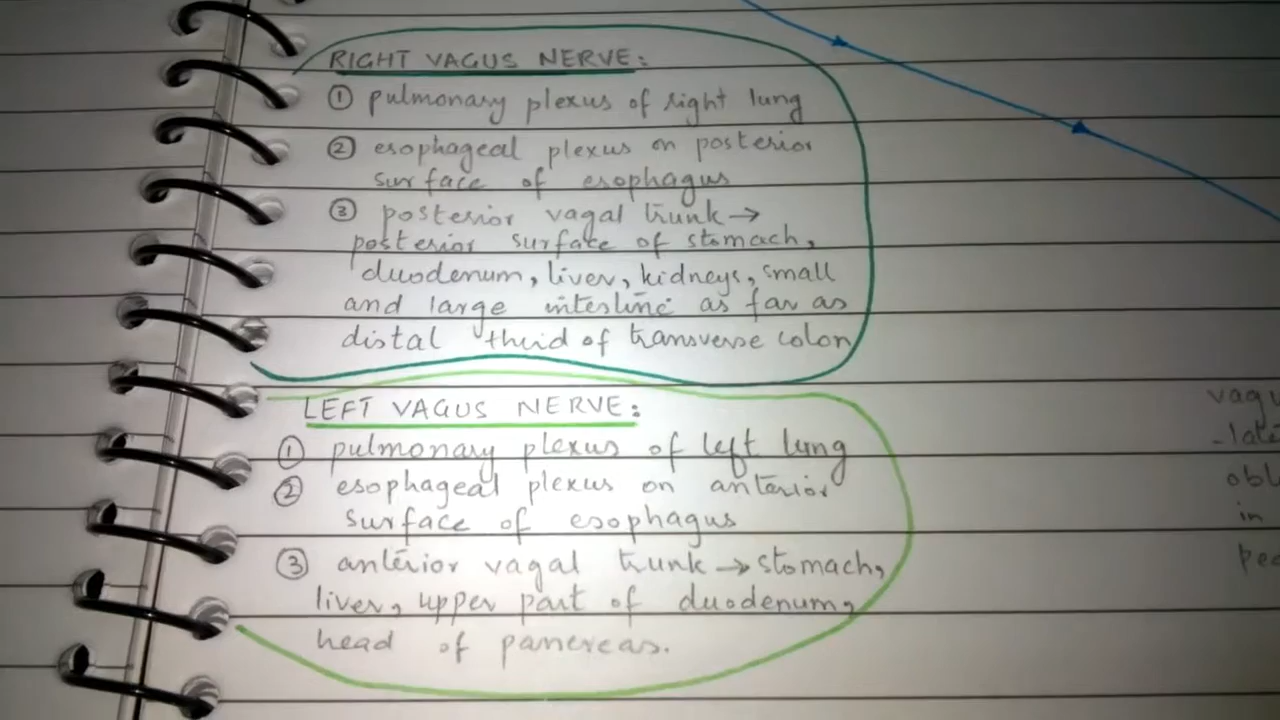 RIGHT VAGUS NERVE:
① pulmonary plexus of right lung
② esophageal plexus on posterior
surface of esophagus
③ posterior vagal trunk →
posterior surface of stomach,
duodenum, liver, kidneys, small
and large intestine as far as
distal third of transverse colon
LEFT VAGUS NERVE:
① pulmonary plexus of left lung
② esophageal plexus on anterior
surface of esophagus
③ anterior vagal trunk → stomach,
liver, upper part of duodenum,
head of pancreas.
in